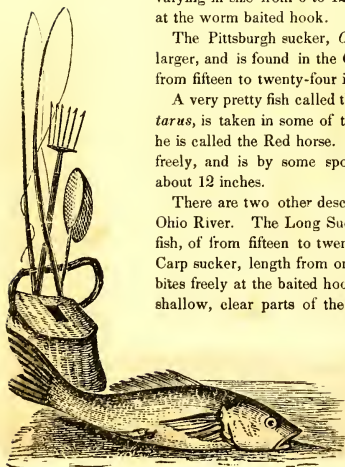 varying in size from 6 to 12
at the worm baited hook.
The Pittsburgh sucker, C
larger, and is found in the
from fifteen to twenty-four i
A very pretty fish called t
tarus, is taken in some of t
he is called the Red horse.
freely, and is by some spo
about 12 inches.
There are two other desc
Ohio River. The Long Su
fish, of from fifteen to twen
Carp sucker, length from or
bites freely at the baited hoo
shallow, clear parts of the